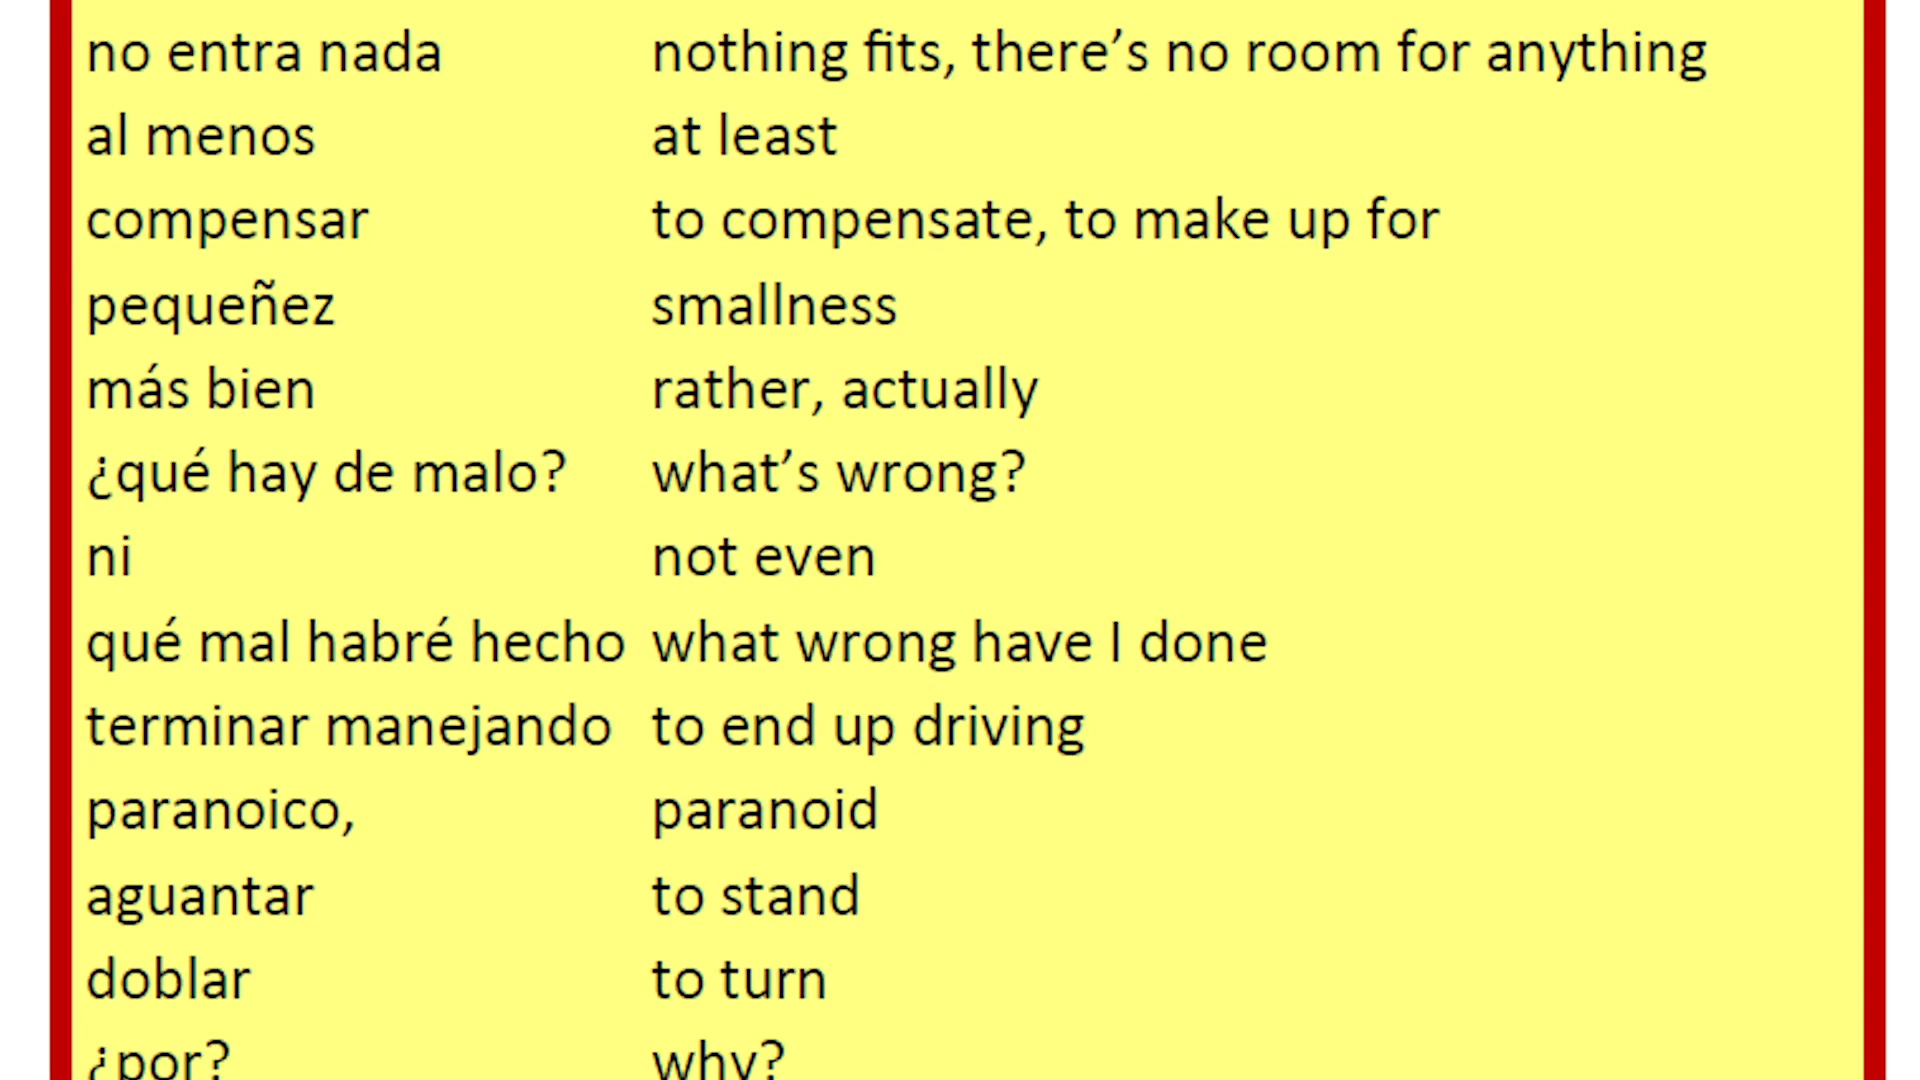 no entra nada nothing fits, there’s no room for anything
al menos at least
compensar to compensate, to make up for
pequeñez smallness
más bien rather, actually
¿qué hay de malo? what’s wrong?
ni not even
qué mal habré hecho what wrong have I done
terminar manejando to end up driving
paranoico, paranoid
aguantar to stand
doblar to turn
¿por? why?